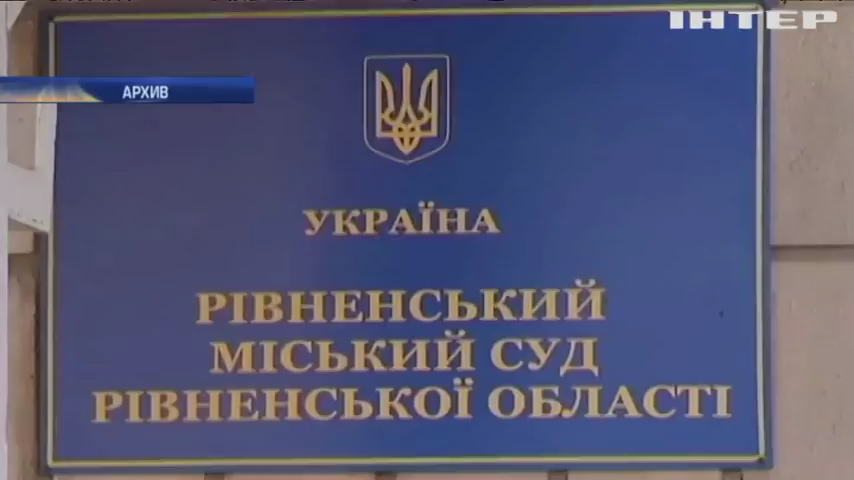 ІНТЕР
АРХИВ
УКРАЇНА
РІВНЕНСЬКИЙ
МІСЬКИЙ СУД
РІВНЕНСЬКОЇ ОБЛАСТІ